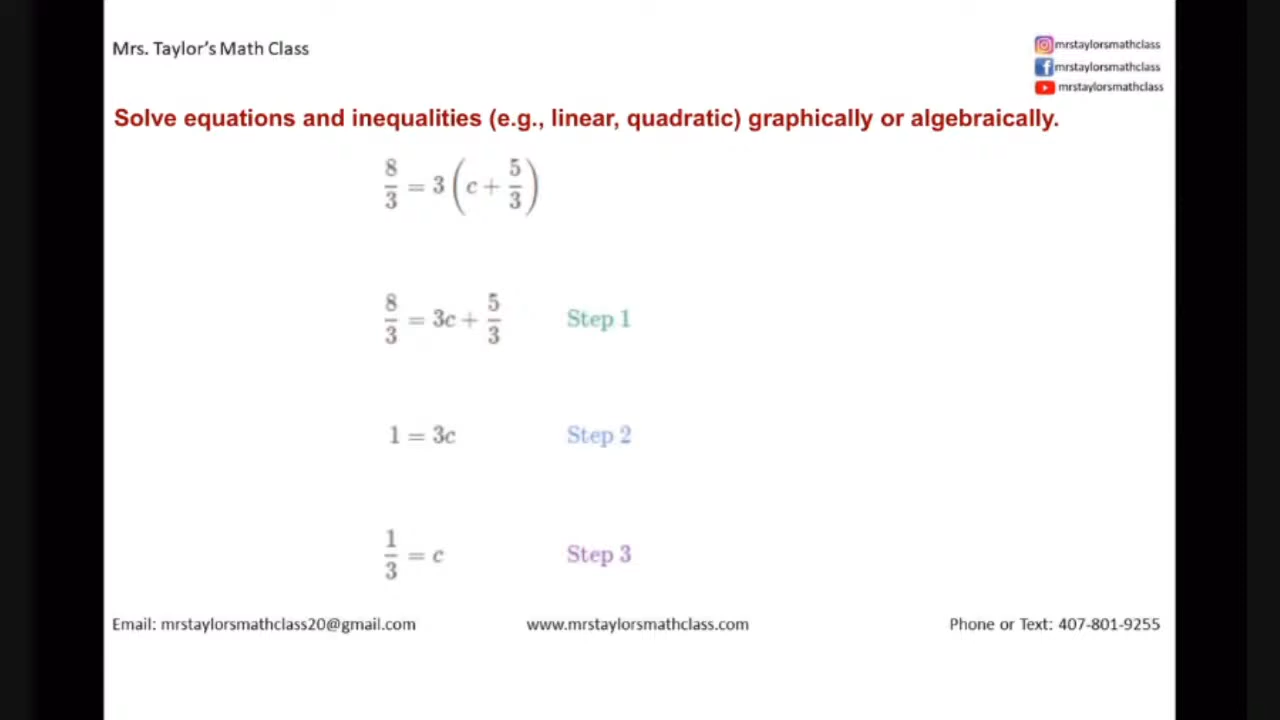 Mrs. Taylor's Math Class
mrstaylorsmathclass
mrstaylorsmathclass
mrstaylorsmathclass
Solve equations and inequalities (e.g., linear, quadratic) graphically or algebraically.
8/3 = 3 (c + 5/3)
8/3 = 3c + 5/3 Step 1
1 = 3c Step 2
1/3 = c Step 3
Email: mrstaylorsmathclass20@gmail.com www.mrstaylorsmathclass.com Phone or Text: 407-801-9255